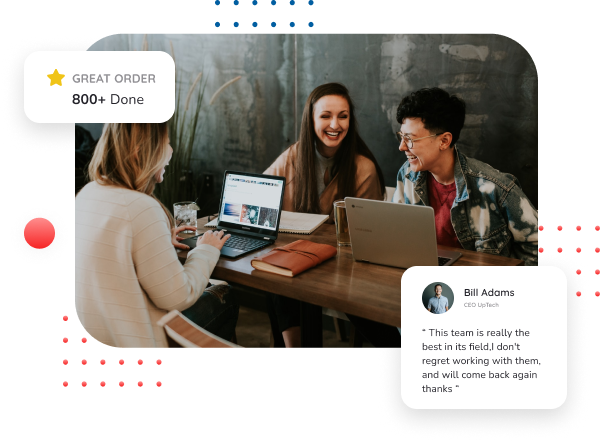 GREAT ORDER
800+ Done
Bill Adams
CEO UpTech
“ This team is really the
best in its field,I don't
regret working with them,
and will come back again
thanks “